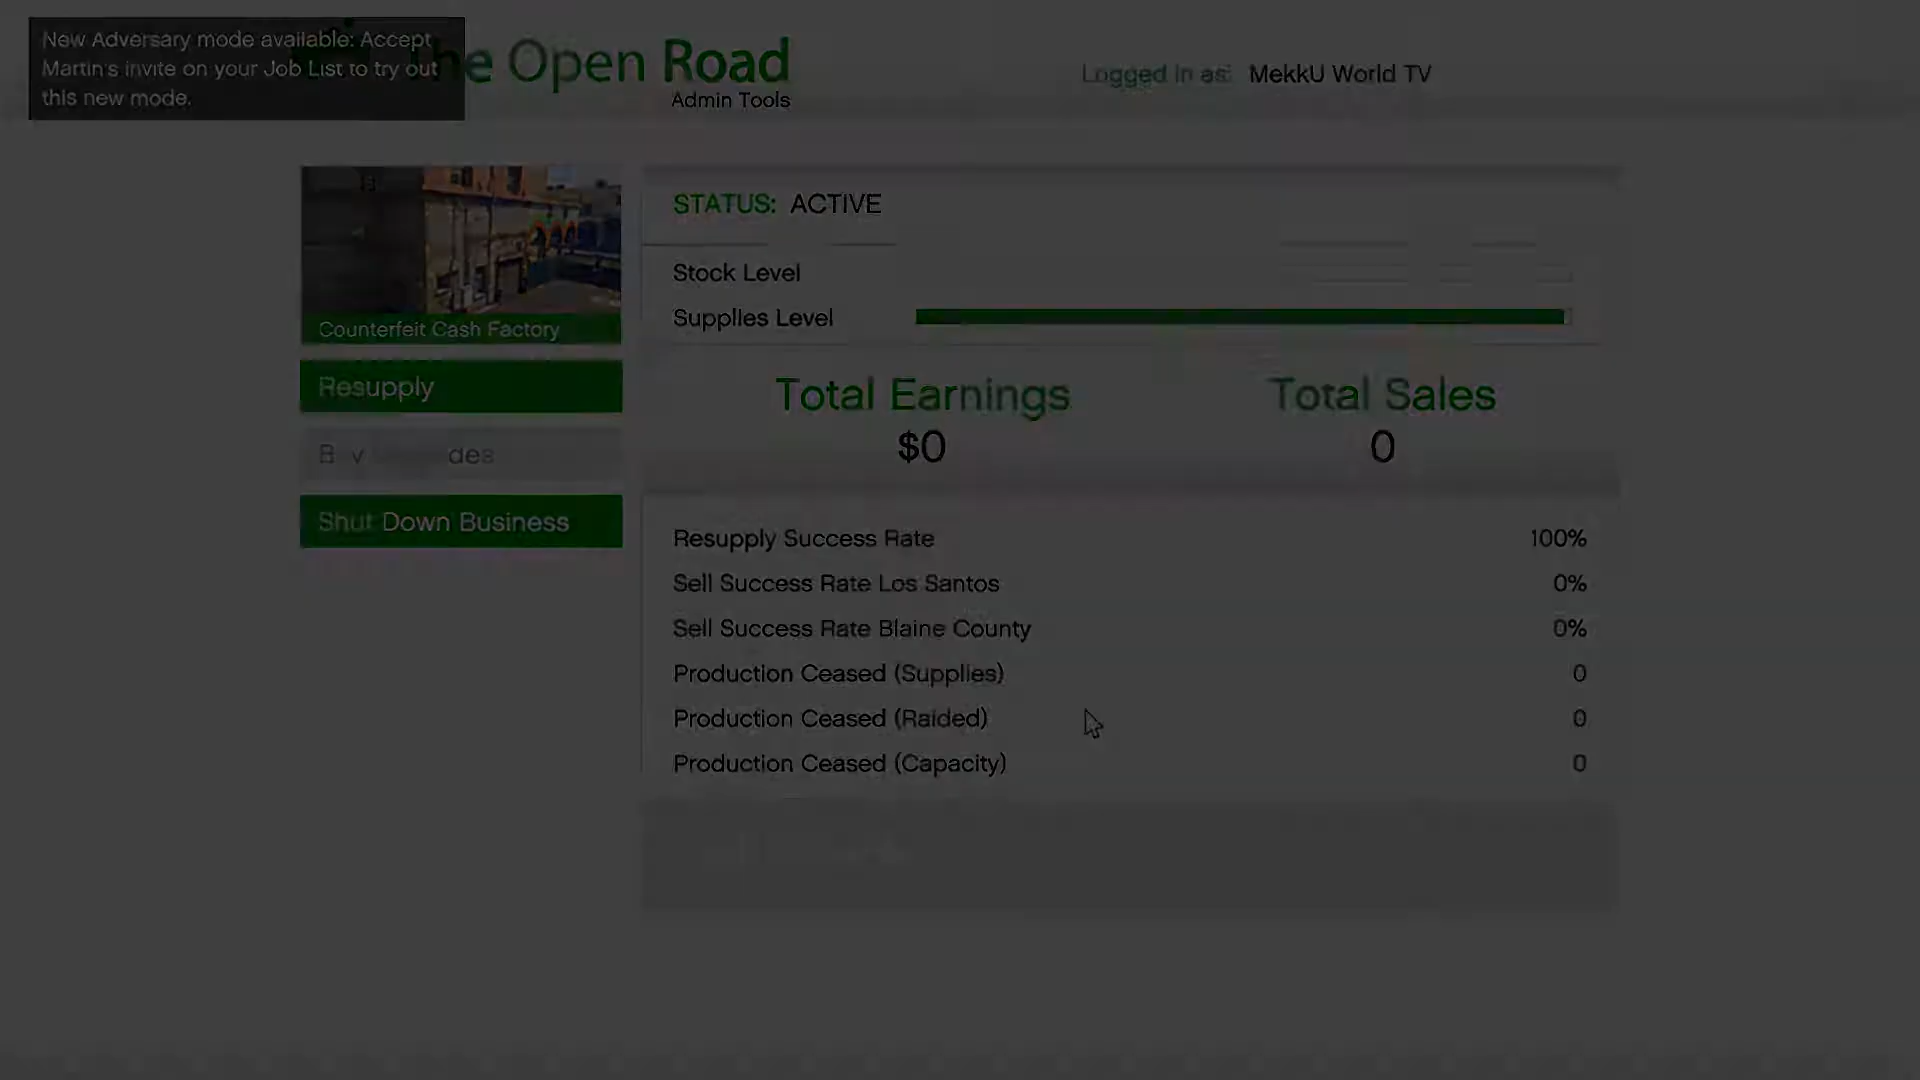 New Adversary mode available: Accept
Martin's invite on your Job List to try out
this new mode.
he Open Road
Admin Tools
Logged in as: MekkU World TV
Counterfeit Cash Factory
Resupply
Shut Down Business
STATUS: ACTIVE
Stock Level
Supplies Level
Total Earnings
$0
Total Sales
0
Resupply Success Rate 100%
Sell Success Rate Los Santos 0%
Sell Success Rate Blaine County 0%
Production Ceased (Supplies) 0
Production Ceased (Raided) 0
Production Ceased (Capacity) 0